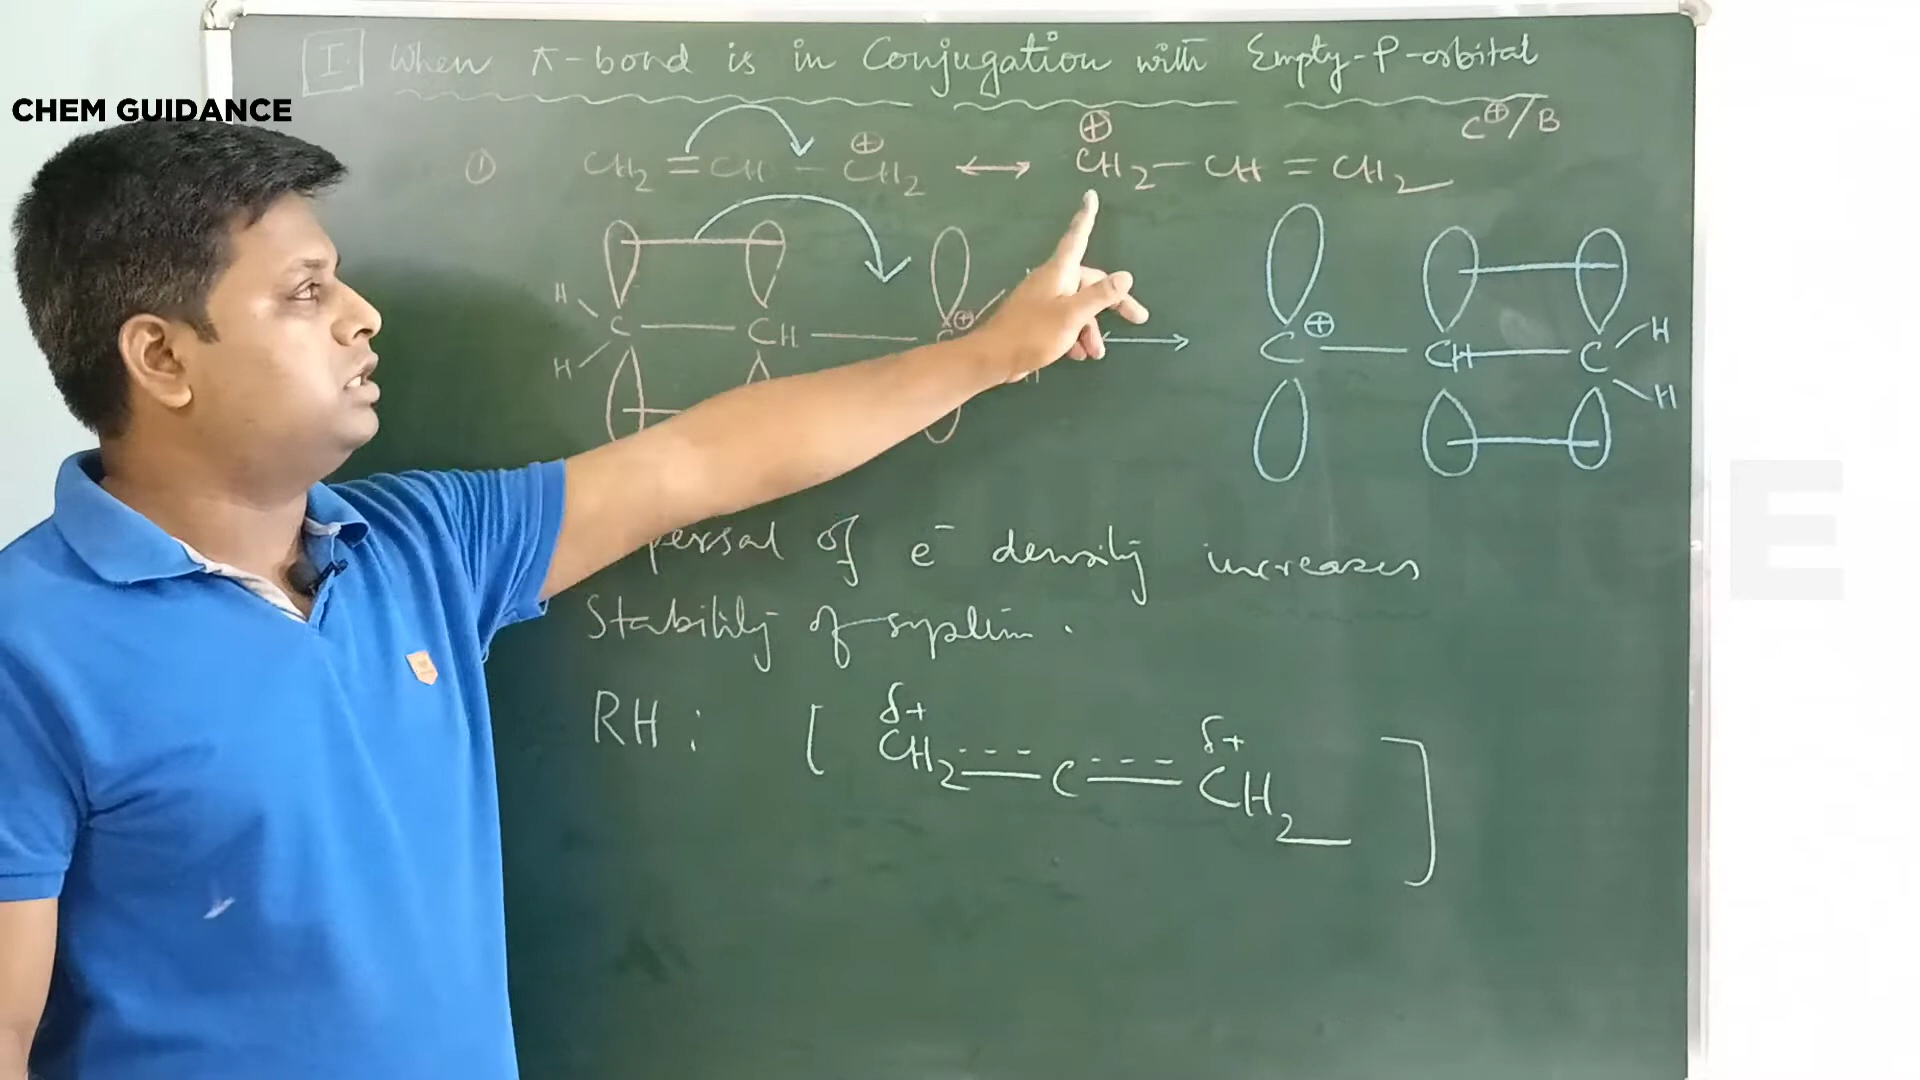 I. When π-bond is in Conjugation with Empty-P-orbital
CHEM GUIDANCE
C⊕/B
① CH₂=CH-C⊕H₂ ↔ ⊕CH₂-CH=CH₂
H C CH C⊕ ↔ C⊕ CH C H
H H H
persal of e⁻ density increases
Stability of system.
RH: [ δ+ δ+
CH₂ C CH₂ ]
E